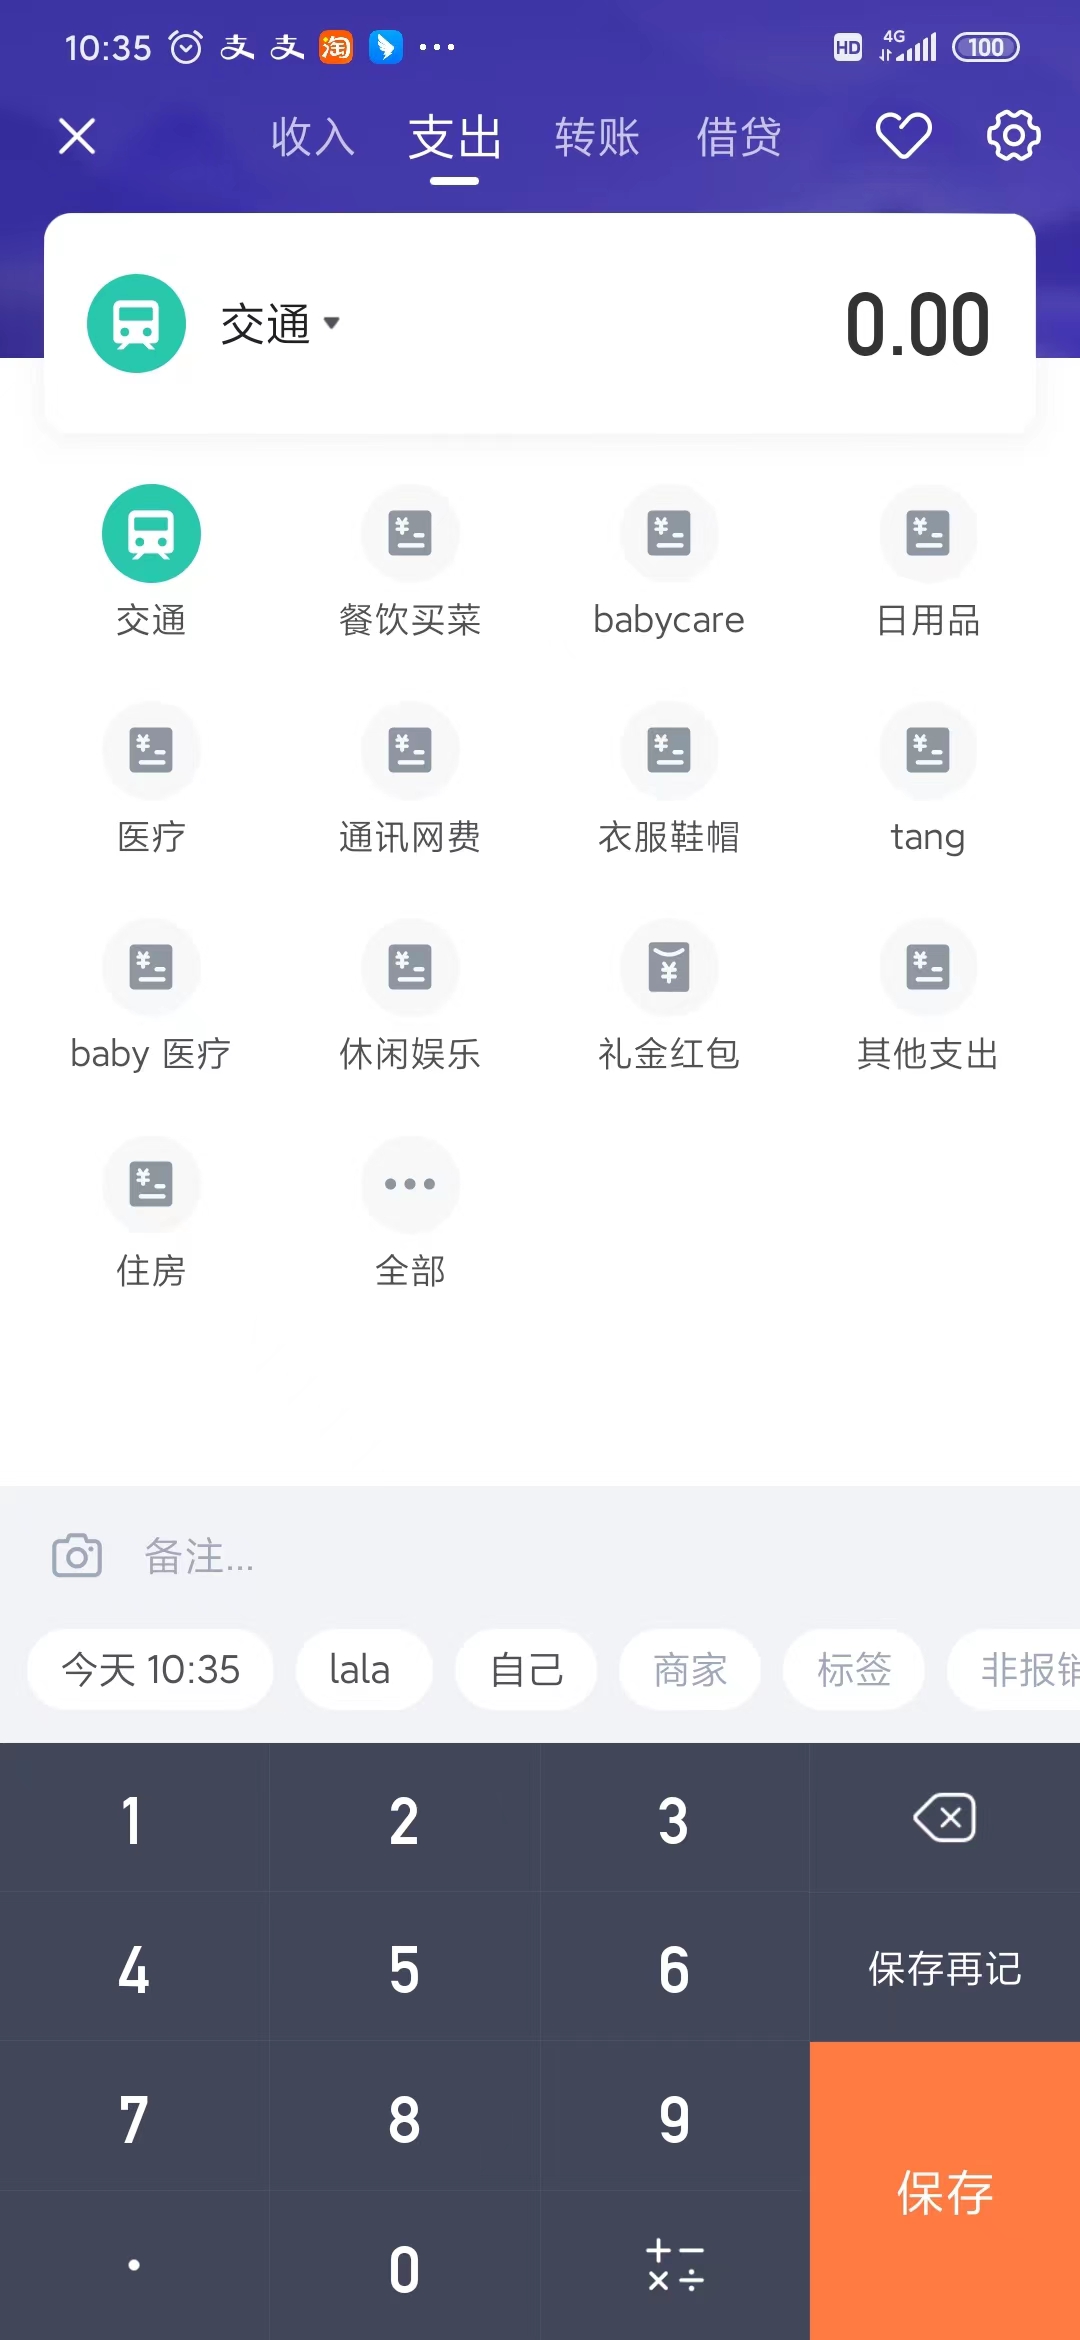 10:35 支 支 淘 HD 4G 100
收入 支出 转账 借贷
交通 0.00
交通 餐饮买菜 babycare 日用品
医疗 通讯网费 衣服鞋帽 tang
baby 医疗 休闲娱乐 礼金红包 其他支出
住房 全部
备注...
今天 10:35 lala 自己 商家 标签 非报销
1 2 3
4 5 6 保存再记
7 8 9
保存
· 0 + − × ÷